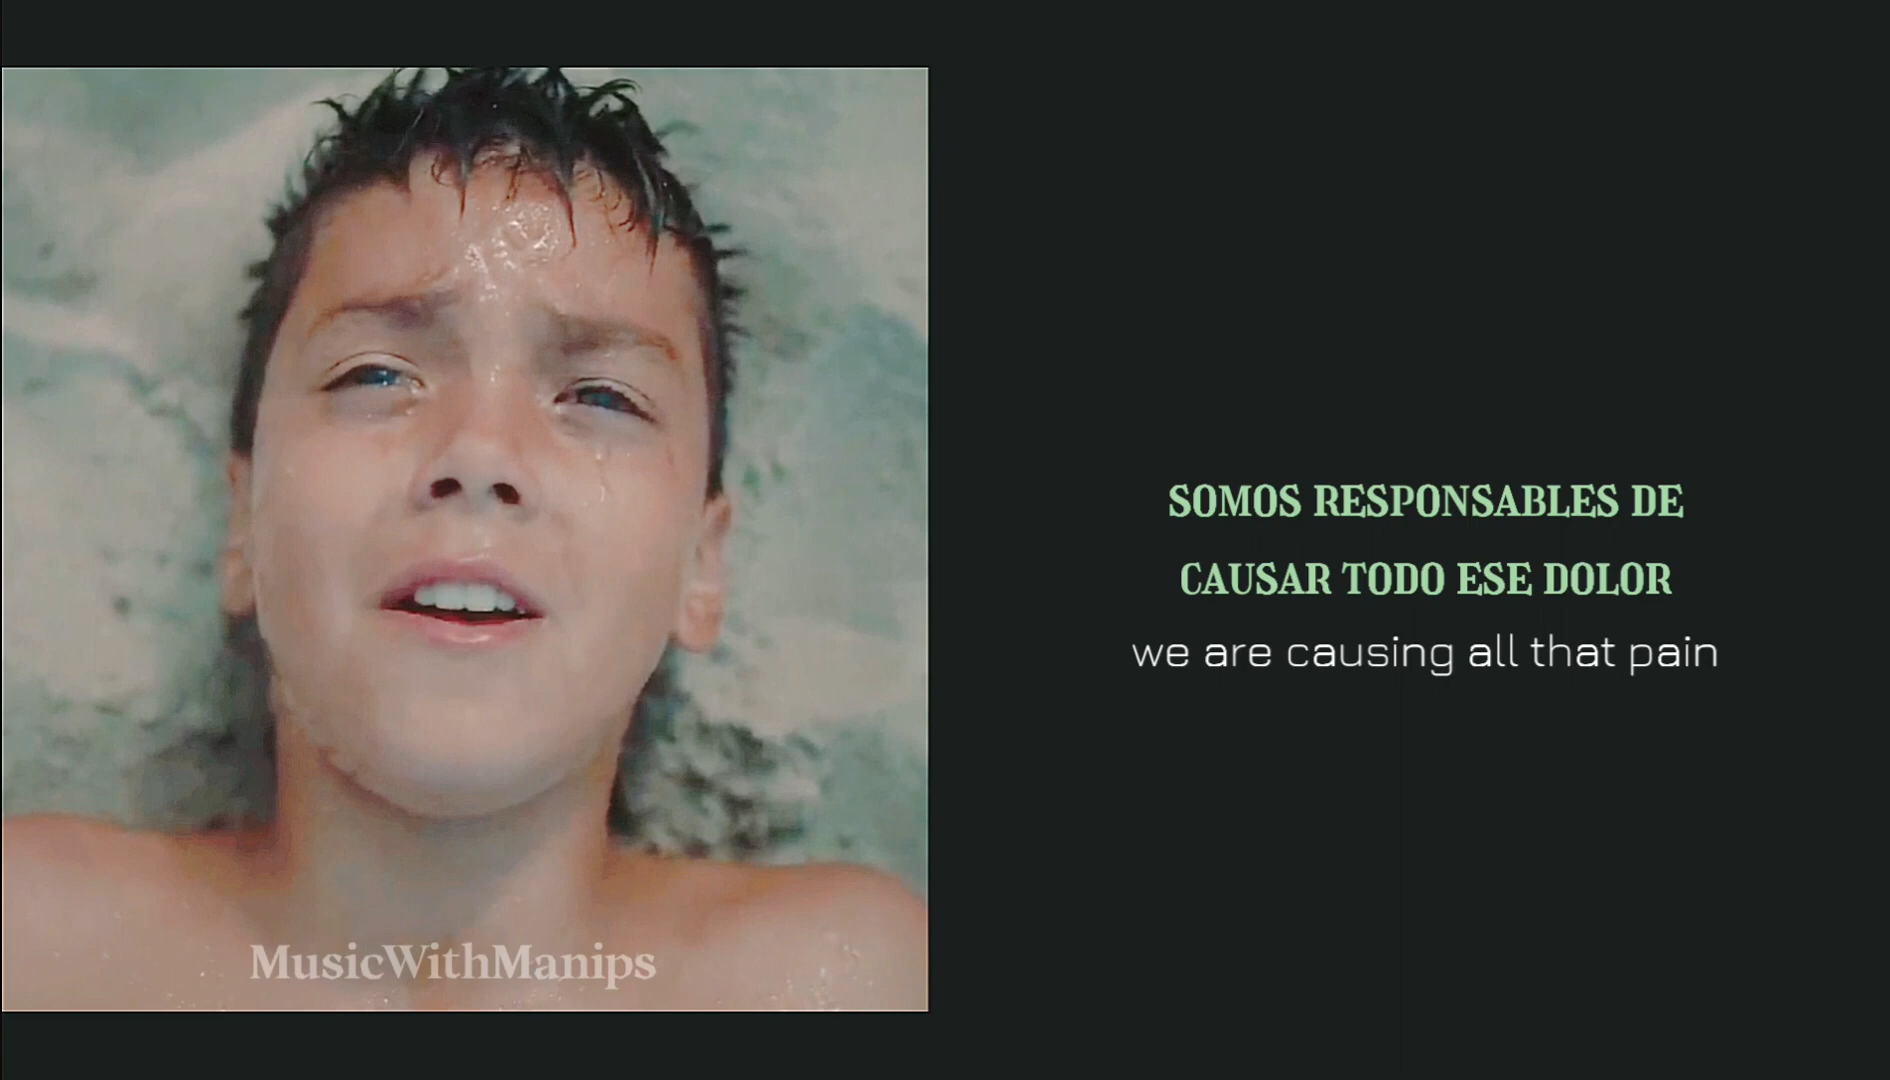 SOMOS RESPONSABLES DE
CAUSAR TODO ESE DOLOR
we are causing all that pain
MusicWithManips